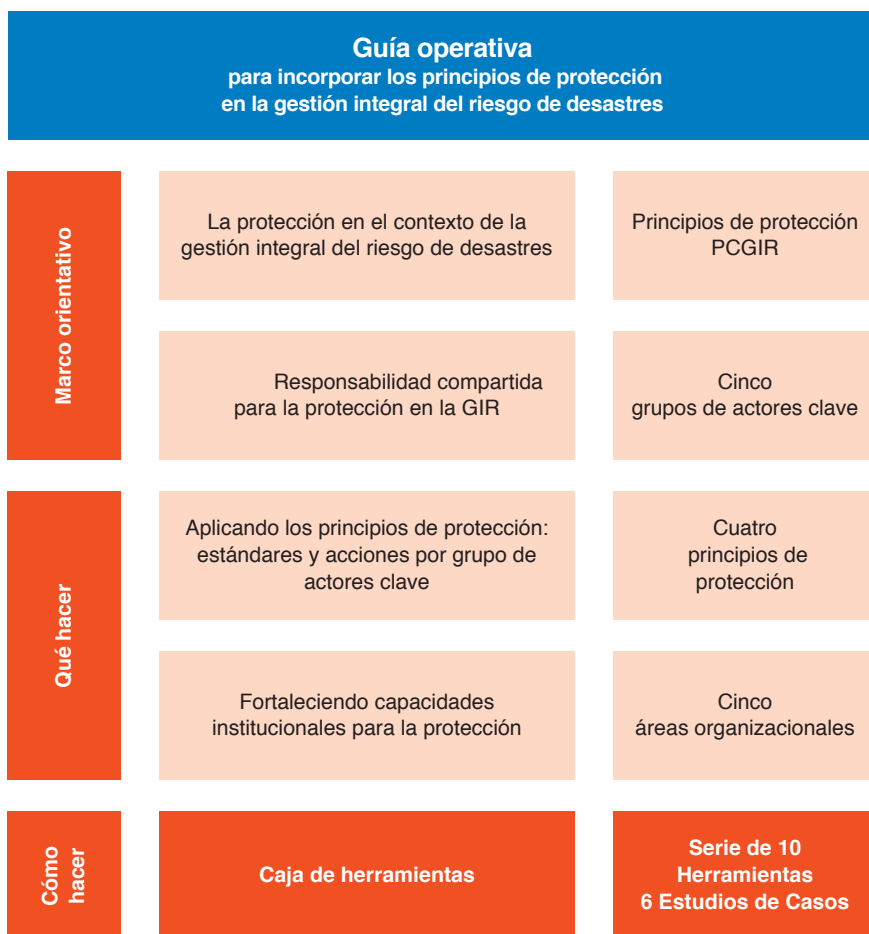 Guía operativa
para incorporar los principios de protección
en la gestión integral del riesgo de desastres
Marco orientativo
La protección en el contexto de la
gestión integral del riesgo de desastres
Principios de protección
PCGIR
Responsabilidad compartida
para la protección en la GIR
Cinco
grupos de actores clave
Qué hacer
Aplicando los principios de protección:
estándares y acciones por grupo de
actores clave
Cuatro
principios de
protección
Fortaleciendo capacidades
institucionales para la protección
Cinco
áreas organizacionales
Cómo
hacer
Caja de herramientas
Serie de 10
Herramientas
6 Estudios de Casos